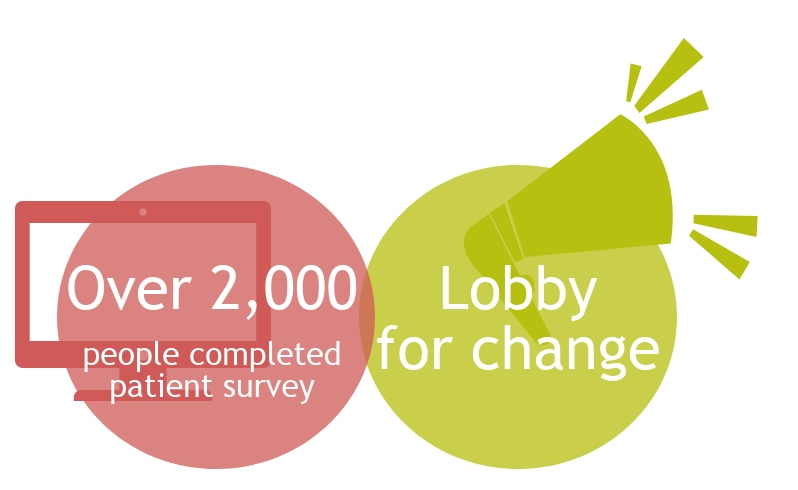 Over 2,000
people completed
patient survey
Lobby
for change